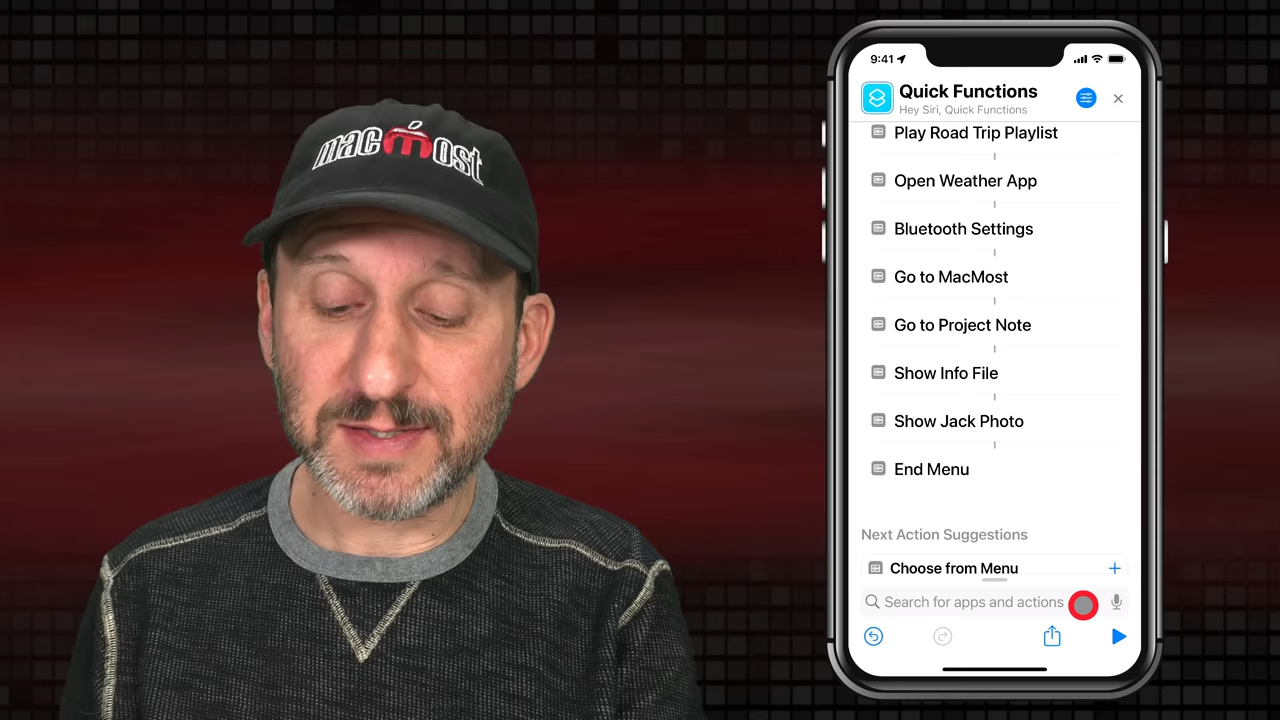 macmost
9:41
Quick Functions
Hey Siri, Quick Functions
Play Road Trip Playlist
Open Weather App
Bluetooth Settings
Go to MacMost
Go to Project Note
Show Info File
Show Jack Photo
End Menu
Next Action Suggestions
Choose from Menu
Search for apps and actions